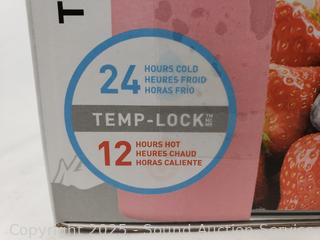 T
24 HOURS COLD
HEURES FROID
HORAS FRÍO
TEMP-LOCK
12 HOURS HOT
HEURES CHAUD
HORAS CALIENTE
Copyright 2025 - Sound Auction Service